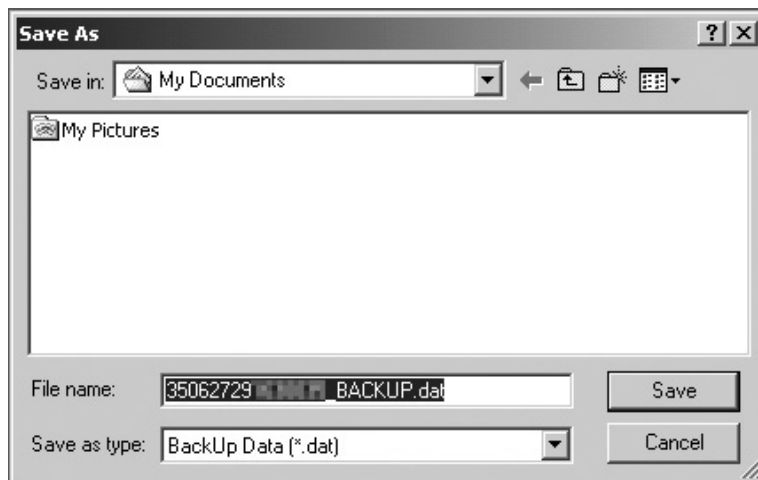 Save As
Save in: My Documents
My Pictures
File name: 35062729 _BACKUP.dat
Save
Save as type: BackUp Data (*.dat)
Cancel